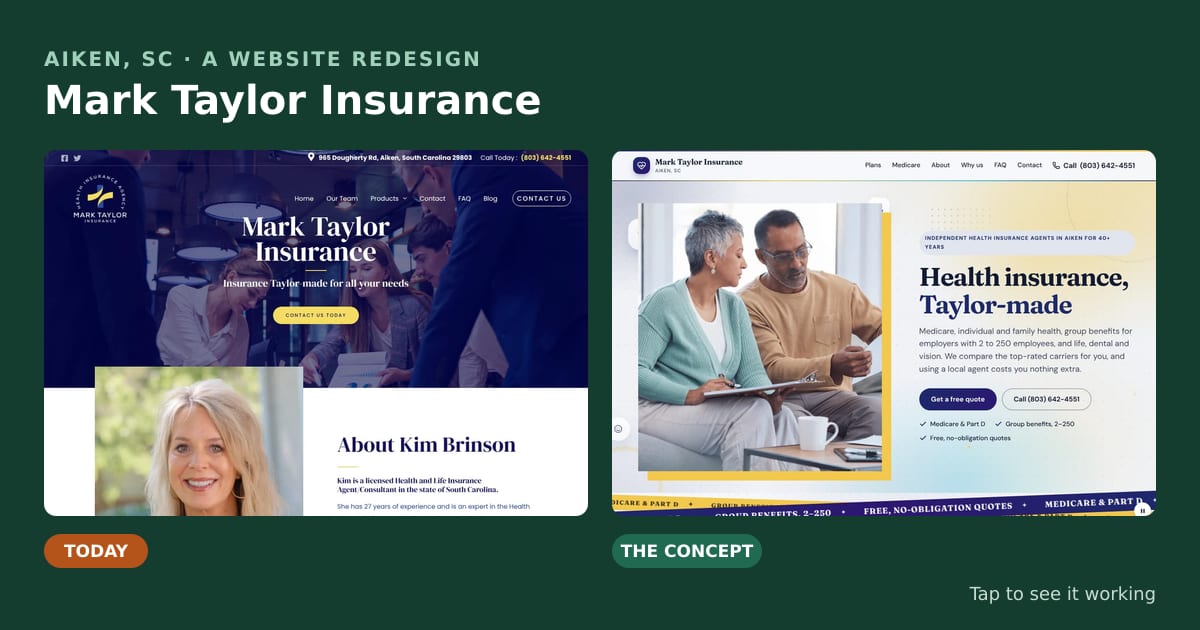 AIKEN, SC · A WEBSITE REDESIGN
Mark Taylor Insurance
965 Dougherty Rd, Aiken, South Carolina 29803
Call Today : (803) 642-4551
HEALTH INSURANCE AGENCY
MARK TAYLOR
INSURANCE
Home
Our Team
Products
Contact
FAQ
Blog
CONTACT US
Mark Taylor
Insurance
Insurance Taylor-made for all your needs
CONTACT US TODAY
About Kim Brinson
Kim is a licensed Health and Life Insurance
Agent/Consultant in the state of South Carolina.
She has 27 years of experience and is an expert in the Health
TODAY
Mark Taylor Insurance
AIKEN, SC
Plans
Medicare
About
Why us
FAQ
Contact
Call (803) 642-4551
INDEPENDENT HEALTH INSURANCE AGENTS IN AIKEN FOR 40+
YEARS
Health insurance,
Taylor-made
Medicare, individual and family health, group benefits for
employers with 2 to 250 employees, and life, dental and
vision. We compare the top-rated carriers for you, and
using a local agent costs you nothing extra.
Get a free quote
Call (803) 642-4551
Medicare & Part D
Group benefits, 2–250
Free, no-obligation quotes
DICARE & PART D
GROUP BENEFITS, 2–250
FREE, NO-OBLIGATION QUOTES
MEDICARE & PART D
THE CONCEPT
Tap to see it working